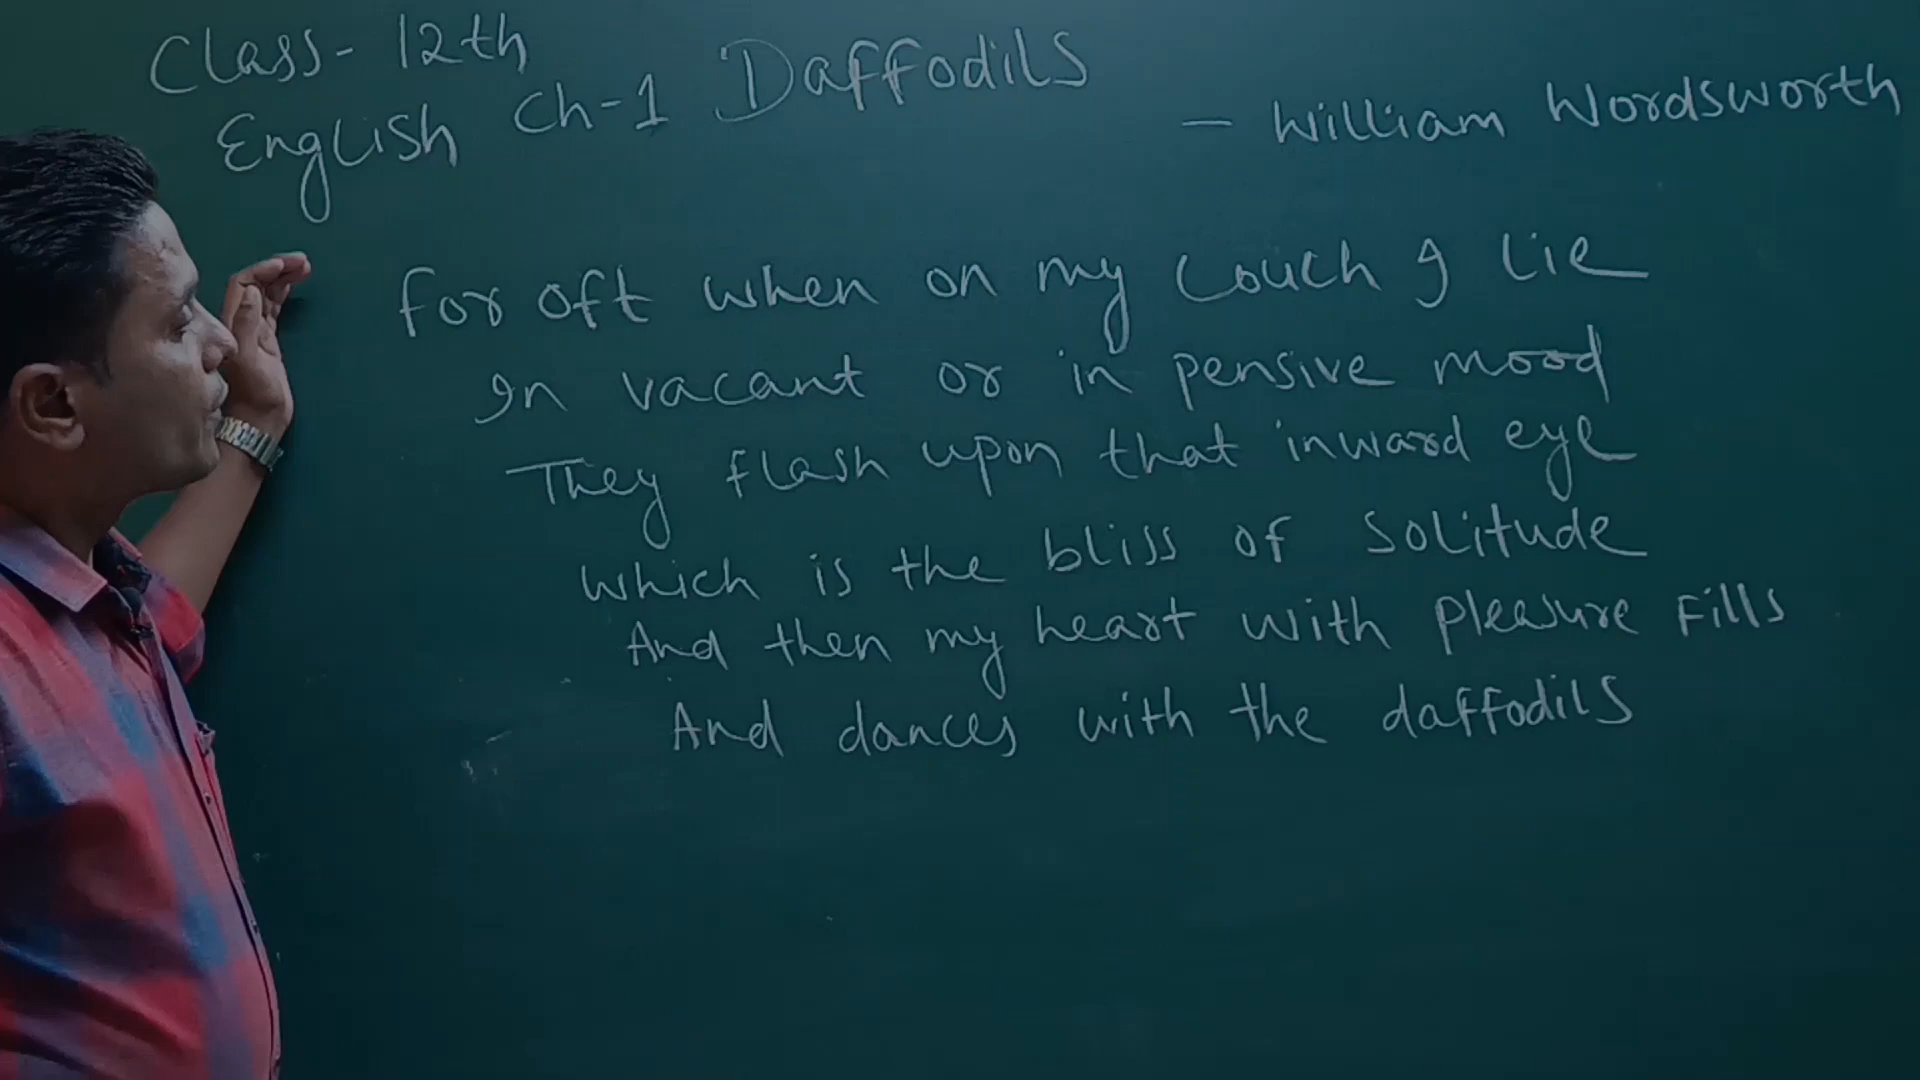 Class- 12th
English Ch-1 Daffodils
- William Wordsworth
For oft when on my couch I lie
In vacant or in pensive mood
They flash upon that inward eye
Which is the bliss of solitude
And then my heart with pleasure fills
And dances with the daffodils